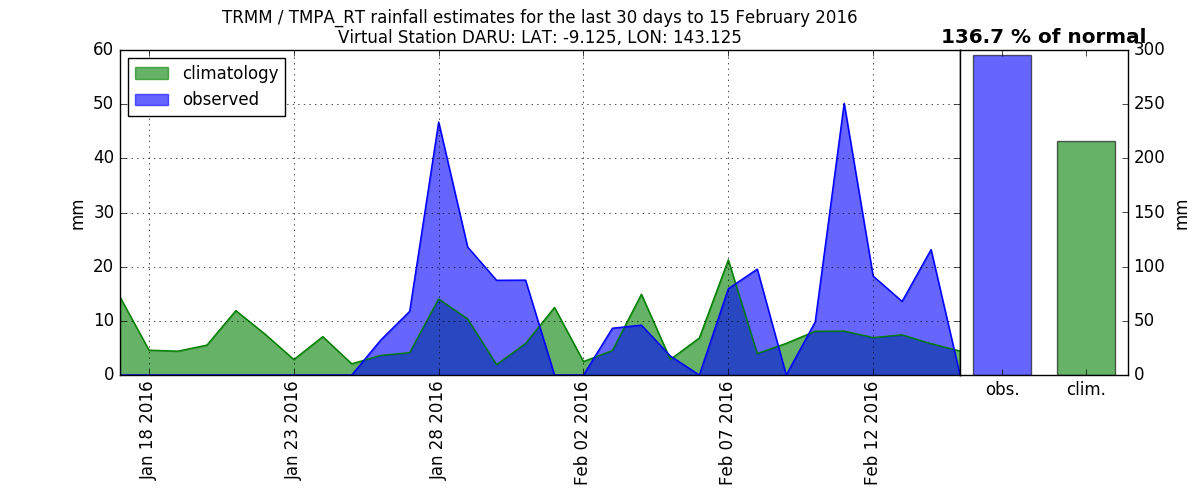 TRMM / TMPA_RT rainfall estimates for the last 30 days to 15 February 2016
Virtual Station DARU: LAT: -9.125, LON: 143.125
136.7 % of normal
climatology
observed
mm
60
50
40
30
20
10
0
Jan 18 2016
Jan 23 2016
Jan 28 2016
Feb 02 2016
Feb 07 2016
Feb 12 2016
300
250
200
150
100
50
0
mm
obs.
clim.